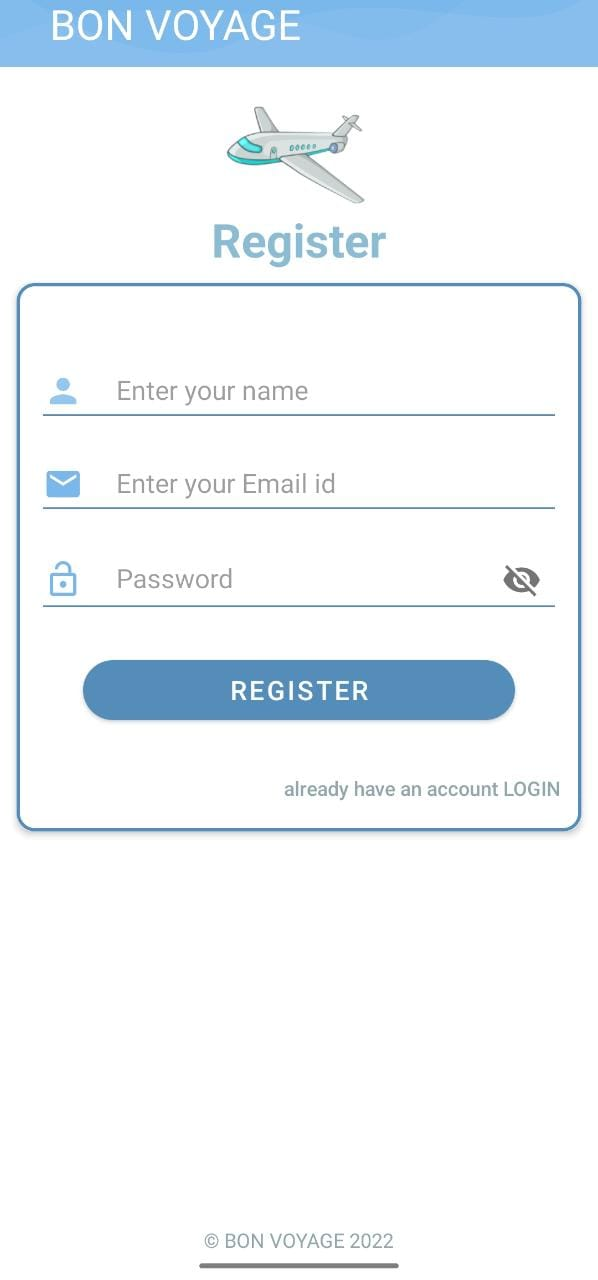 BON VOYAGE
Register
Enter your name
Enter your Email id
Password
REGISTER
already have an account LOGIN
© BON VOYAGE 2022